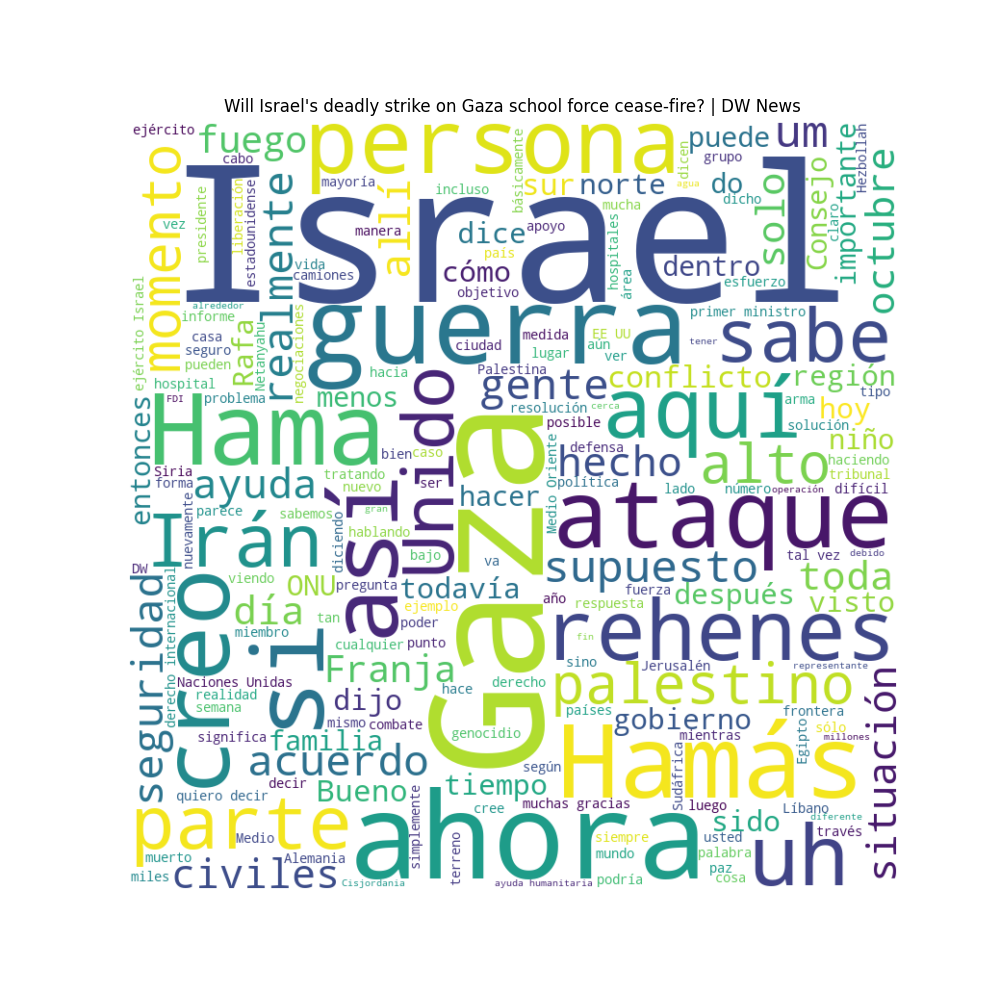 Will Israel's deadly strike on Gaza school force cease-fire? | DW News
ejército
fuego
persona
puede
um
cabo
grupo
dicen
Hezbollah
importante
momento
Israel
realmente
mayoría
allí
incluso
básicamente
sur
norte
mucha
agua
do
dicho
solo
Consejo
claro
octubre
vez
presidente
liberación
estadounidense
manera
dice
apoyo
vida
camiones
cómo
país
hospitales
área
dentro
esfuerzo
objetivo
ejército Israel
alrededor
informe
guerra
primer ministro
casa
seguro
pueden
Rafa
Netanyahu
negociaciones
ciudad
medida
EE UU
lugar
aún
ver
tener
sabe
hospital
hacia
Palestina
gente
conflicto
región
FDI
problema
menos
Unido
resolución
cerca
aquí
arma
tipo
hoy
entonces
Hama
posible
solución
niño
bien
caso
defensa
hecho
alto
haciendo
Siria
tratando
Gaza
Medio Oriente
política
tribunal
forma
ayuda
nuevo
ser
hacer
lado
número
operación
difícil
parece
sabemos
gran
así
ataque
nuevamente
Irán
diciendo
hablando
bajo
va
tal vez
debido
DW
viendo
ONU
pregunta
todavía
supuesto
toda
seguridad
derecho internacional
creo
día
si
ejemplo
año
respuesta
fuerza
después
visto
miembro
tan
poder
rehenes
cualquier
punto
fin
Franja
sino
Jerusalén
representante
Naciones Unidas
hace
derecho
palestino
situación
realidad
dijo
semana
mismo
combate
países
frontera
significa
familia
genocidio
gobierno
mientras
Egipto
sólo
millones
acuerdo
según
Hamás
Sudáfrica
decir
quiero decir
Bueno
tiempo
muchas gracias
luego
Líbano
parte
simplemente
ahora
cree
sido
diferente
Medio
terreno
siempre
usted
través
muerto
Alemania
mundo
palabra
uh
miles
civiles
Cisjordania
ayuda humanitaria
podría
paz
cosa